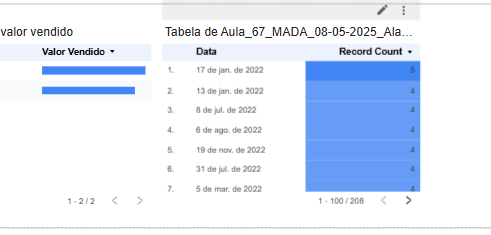 valor vendido
Valor Vendido
1 - 2 / 2
Tabela de Aula_67_MADA_08-05-2025_Ala...
Data Record Count
1. 17 de jan. de 2022 5
2. 13 de jan. de 2022 4
3. 8 de jul. de 2022 4
4. 6 de ago. de 2022 4
5. 19 de nov. de 2022 4
6. 31 de jul. de 2022 4
7. 5 de mar. de 2022 4
1 - 100 / 208